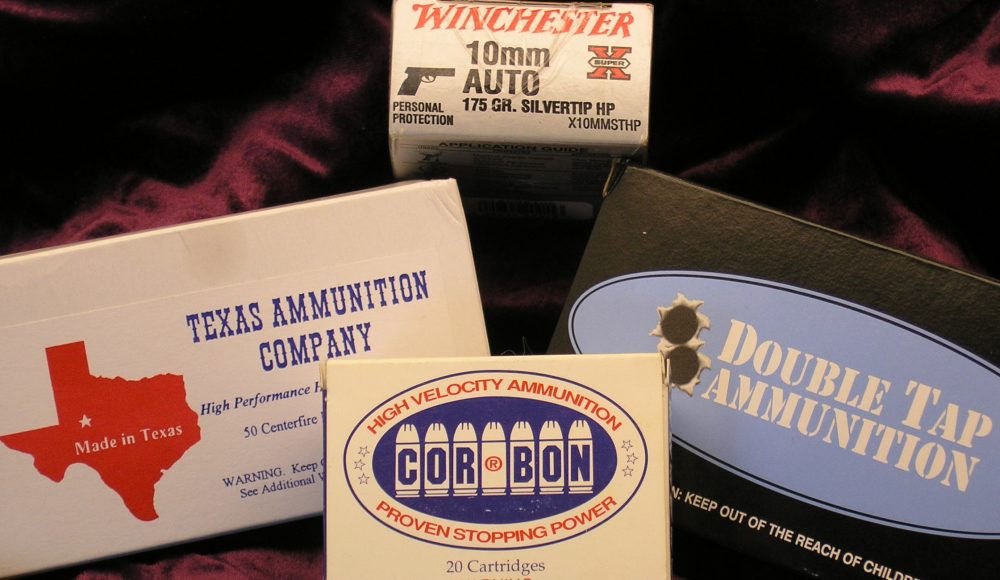 WINCHESTER
10mm
AUTO
SUPER
X
PERSONAL
PROTECTION
175 GR. SILVERTIP HP
X10MMSTHP
APPLICATION GUIDE
TEXAS AMMUNITION
COMPANY
High Performance
50 Centerfire
WARNING. Keep
See Additional
Made in Texas
HIGH VELOCITY AMMUNITION
COR®BON
PROVEN STOPPING POWER
20 Cartridges
DOUBLE TAP
AMMUNITION
KEEP OUT OF THE REACH OF CHILDREN